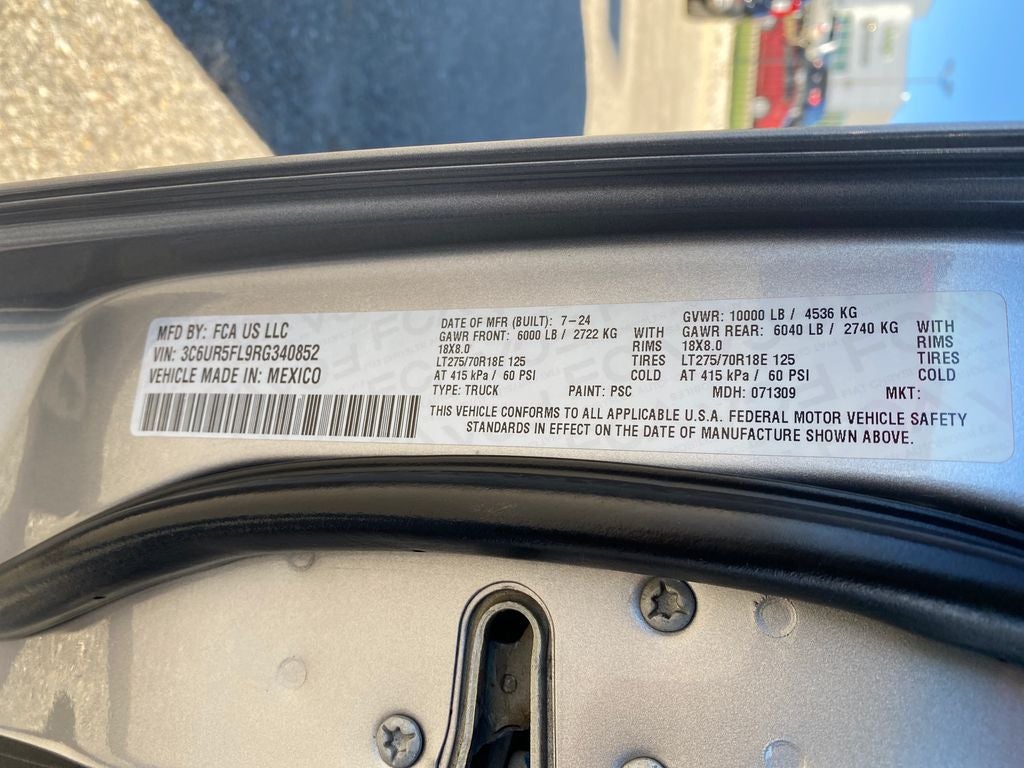 MFD BY: FCA US LLC
VIN: 3C6UR5FL9RG340852
VEHICLE MADE IN: MEXICO
DATE OF MFR (BUILT): 7-24
GAWR FRONT: 6000 LB / 2722 KG WITH
18X8.0 RIMS
LT275/70R18E 125 TIRES
AT 415 kPa / 60 PSI COLD
GVWR: 10000 LB / 4536 KG
GAWR REAR: 6040 LB / 2740 KG WITH
18X8.0 RIMS
LT275/70R18E 125 TIRES
AT 415 kPa / 60 PSI COLD
TYPE: TRUCK PAINT: PSC MDH: 071309 MKT:
THIS VEHICLE CONFORMS TO ALL APPLICABLE U.S.A. FEDERAL MOTOR VEHICLE SAFETY
STANDARDS IN EFFECT ON THE DATE OF MANUFACTURE SHOWN ABOVE.